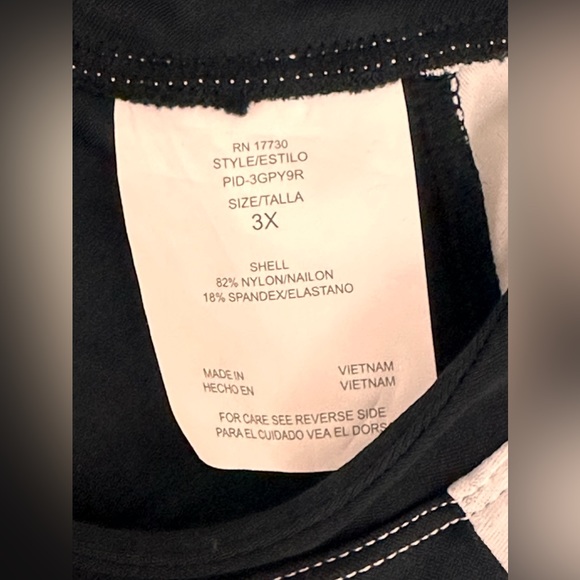 RN 17730
STYLE/ESTILO
PID-3GPY9R
SIZE/TALLA
3X
SHELL
82% NYLON/NAILON
18% SPANDEX/ELASTANO
MADE IN VIETNAM
HECHO EN VIETNAM
FOR CARE SEE REVERSE SIDE
PARA EL CUIDADO VEA EL DORS